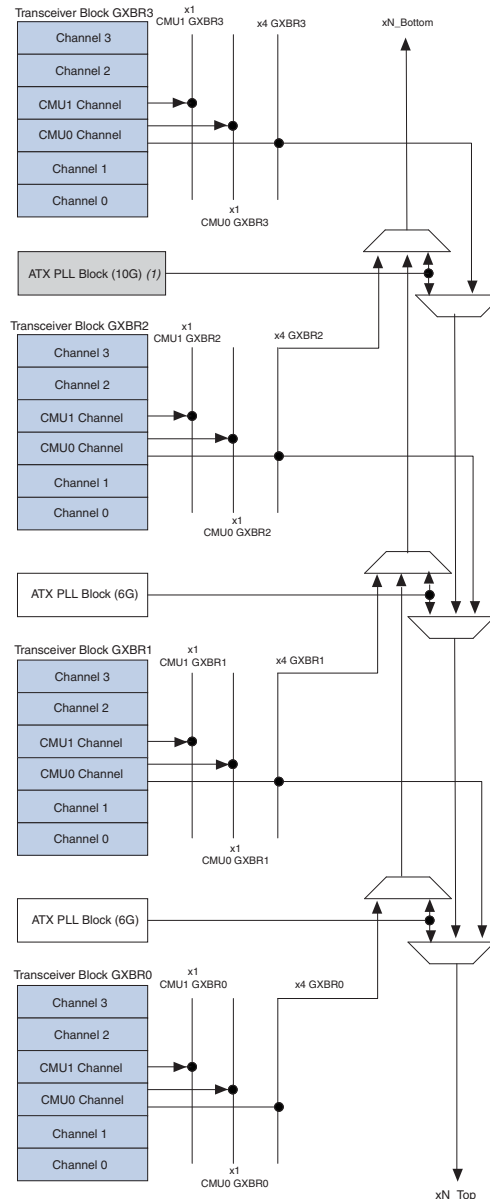 Transceiver Block GXBR3
Channel 3
Channel 2
CMU1 Channel
CMU0 Channel
Channel 1
Channel 0
x1
CMU1 GXBR3
x4 GXBR3
x1
CMU0 GXBR3
xN_Bottom
ATX PLL Block (10G) (1)
Transceiver Block GXBR2
Channel 3
Channel 2
CMU1 Channel
CMU0 Channel
Channel 1
Channel 0
x1
CMU1 GXBR2
x4 GXBR2
x1
CMU0 GXBR2
ATX PLL Block (6G)
Transceiver Block GXBR1
Channel 3
Channel 2
CMU1 Channel
CMU0 Channel
Channel 1
Channel 0
x1
CMU1 GXBR1
x4 GXBR1
x1
CMU0 GXBR1
ATX PLL Block (6G)
Transceiver Block GXBR0
Channel 3
Channel 2
CMU1 Channel
CMU0 Channel
Channel 1
Channel 0
x1
CMU1 GXBR0
x4 GXBR0
x1
CMU0 GXBR0
xN_Top